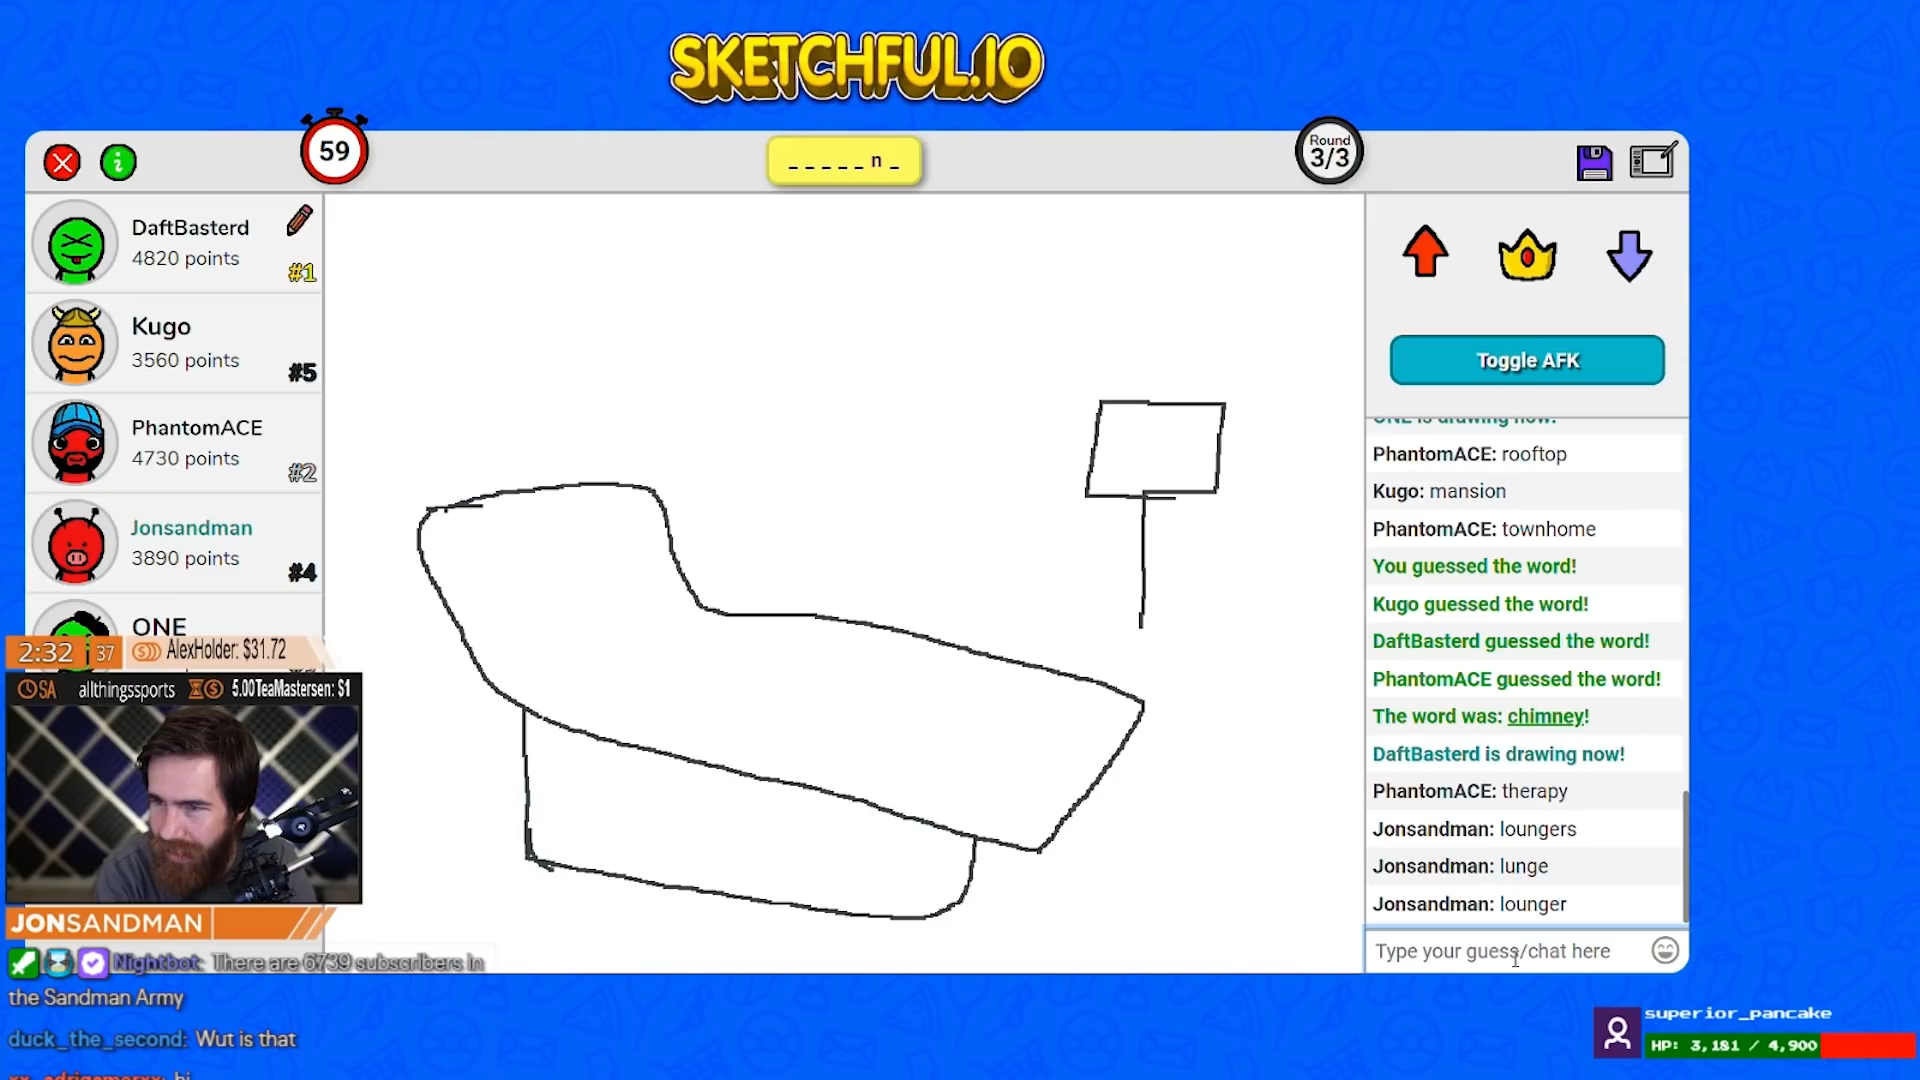 SKETCHFUL.IO
59
_ _ _ _ _ n _
Round
3/3
DaftBasterd
4820 points
#1
Kugo
3560 points
#5
PhantomACE
4730 points
#2
Jonsandman
3890 points
#4
ONE
Toggle AFK
ONE is drawing now!
PhantomACE: rooftop
Kugo: mansion
PhantomACE: townhome
You guessed the word!
Kugo guessed the word!
DaftBasterd guessed the word!
PhantomACE guessed the word!
The word was: chimney!
DaftBasterd is drawing now!
PhantomACE: therapy
Jonsandman: loungers
Jonsandman: lunge
Jonsandman: lounger
Type your guess/chat here
2:32 37 AlexHolder: $31.72
SA allthingssports 5.00TeaMastersen: $1
JONSANDMAN
Nightbot: There are 6739 subscribers in
the Sandman Army
duck_the_second: Wut is that
superior_pancake
HP: 3,181 / 4,900